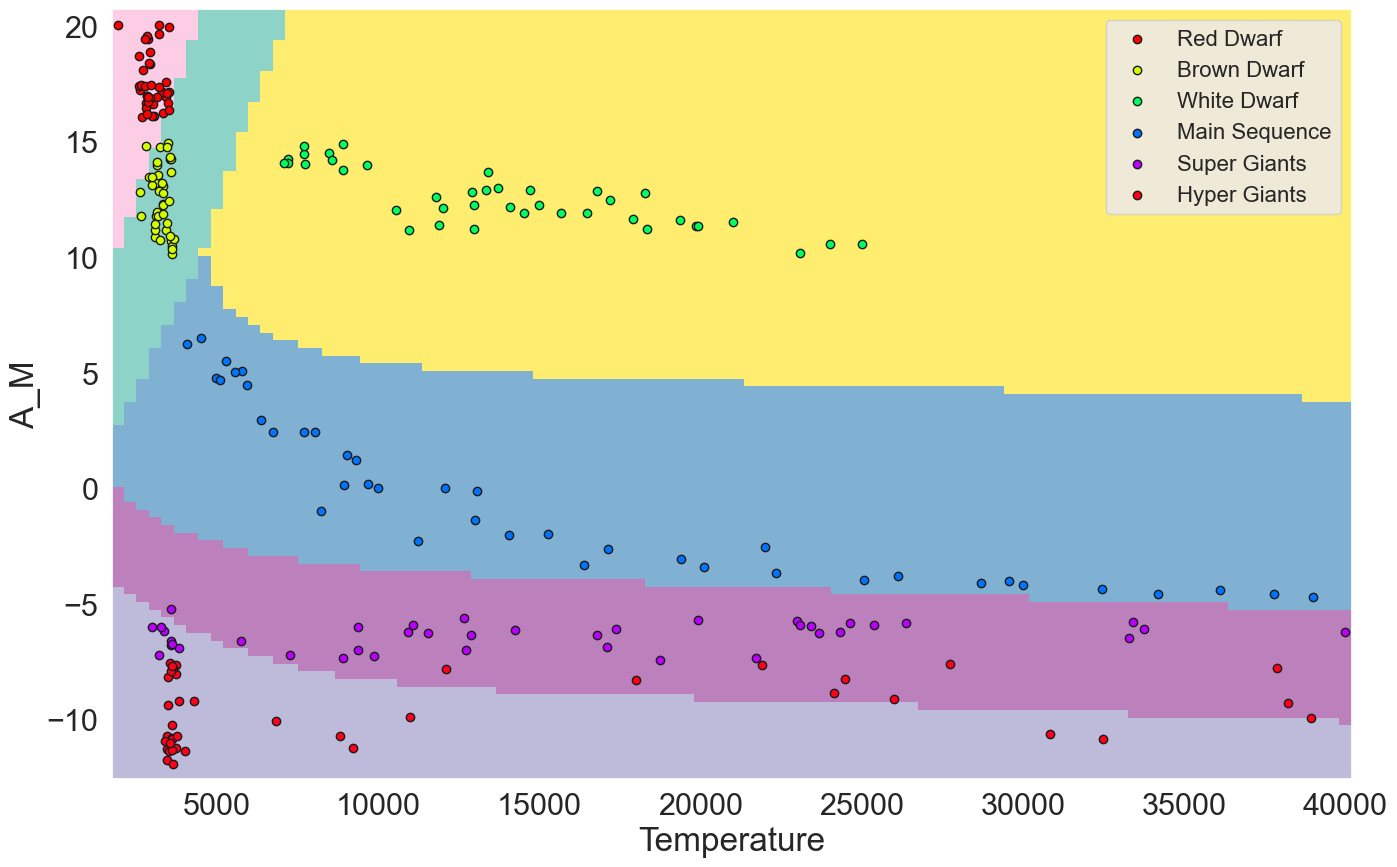 20
15
10
5
0
−5
−10
A_M
5000 10000 15000 20000 25000 30000 35000 40000
Temperature
Red Dwarf
Brown Dwarf
White Dwarf
Main Sequence
Super Giants
Hyper Giants